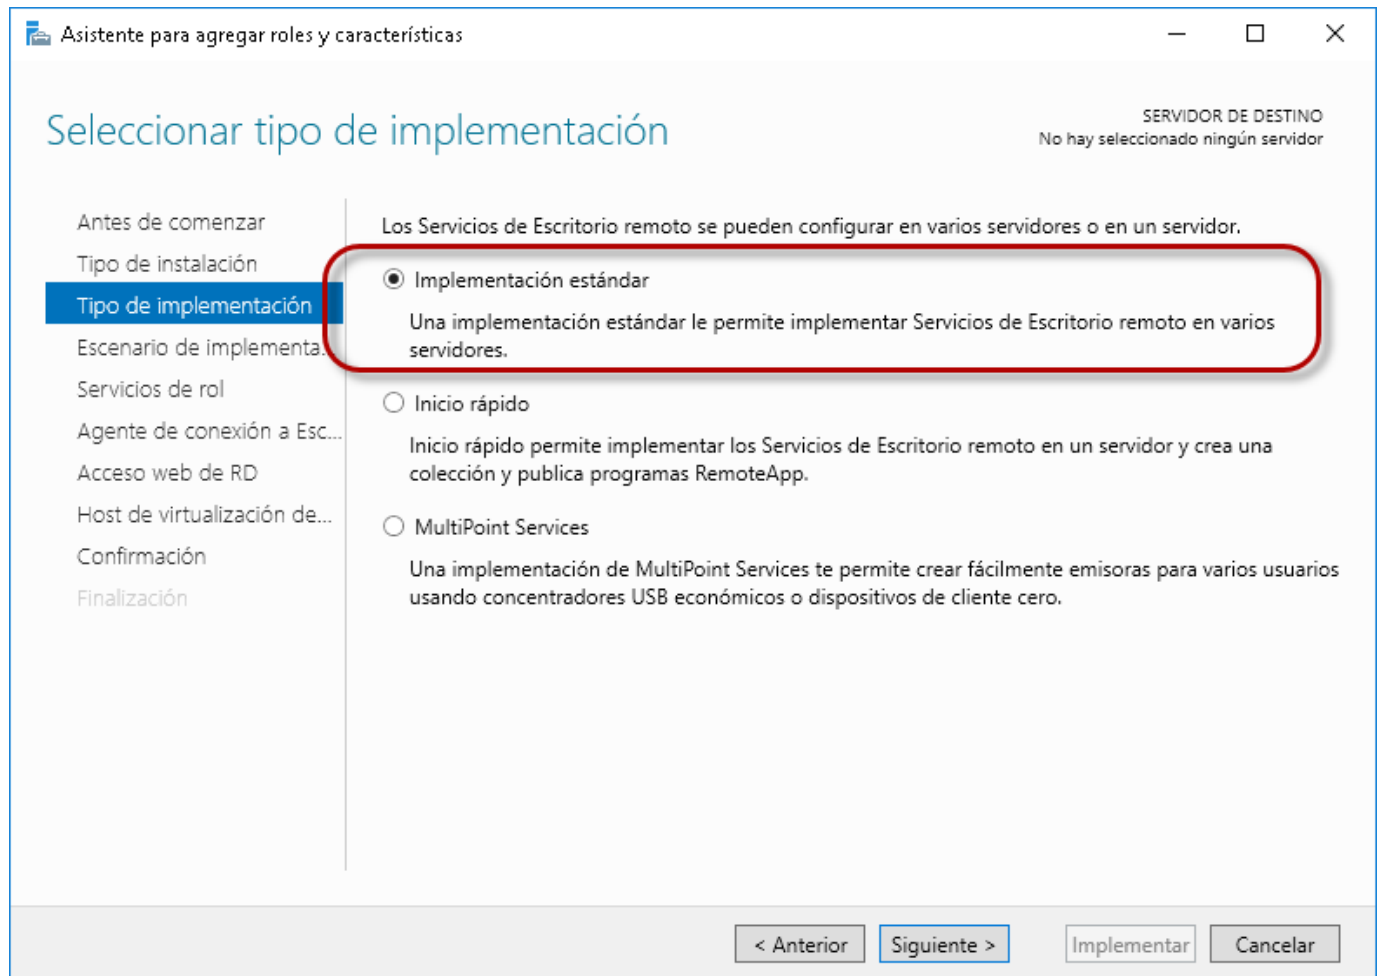 Asistente para agregar roles y características
Seleccionar tipo de implementación
SERVIDOR DE DESTINO
No hay seleccionado ningún servidor
Antes de comenzar
Tipo de instalación
Tipo de implementación
Escenario de implementa...
Servicios de rol
Agente de conexión a Esc...
Acceso web de RD
Host de virtualización de...
Confirmación
Finalización
Los Servicios de Escritorio remoto se pueden configurar en varios servidores o en un servidor.
Implementación estándar
Una implementación estándar le permite implementar Servicios de Escritorio remoto en varios
servidores.
Inicio rápido
Inicio rápido permite implementar los Servicios de Escritorio remoto en un servidor y crea una
colección y publica programas RemoteApp.
MultiPoint Services
Una implementación de MultiPoint Services te permite crear fácilmente emisoras para varios usuarios
usando concentradores USB económicos o dispositivos de cliente cero.
< Anterior
Siguiente >
Implementar
Cancelar